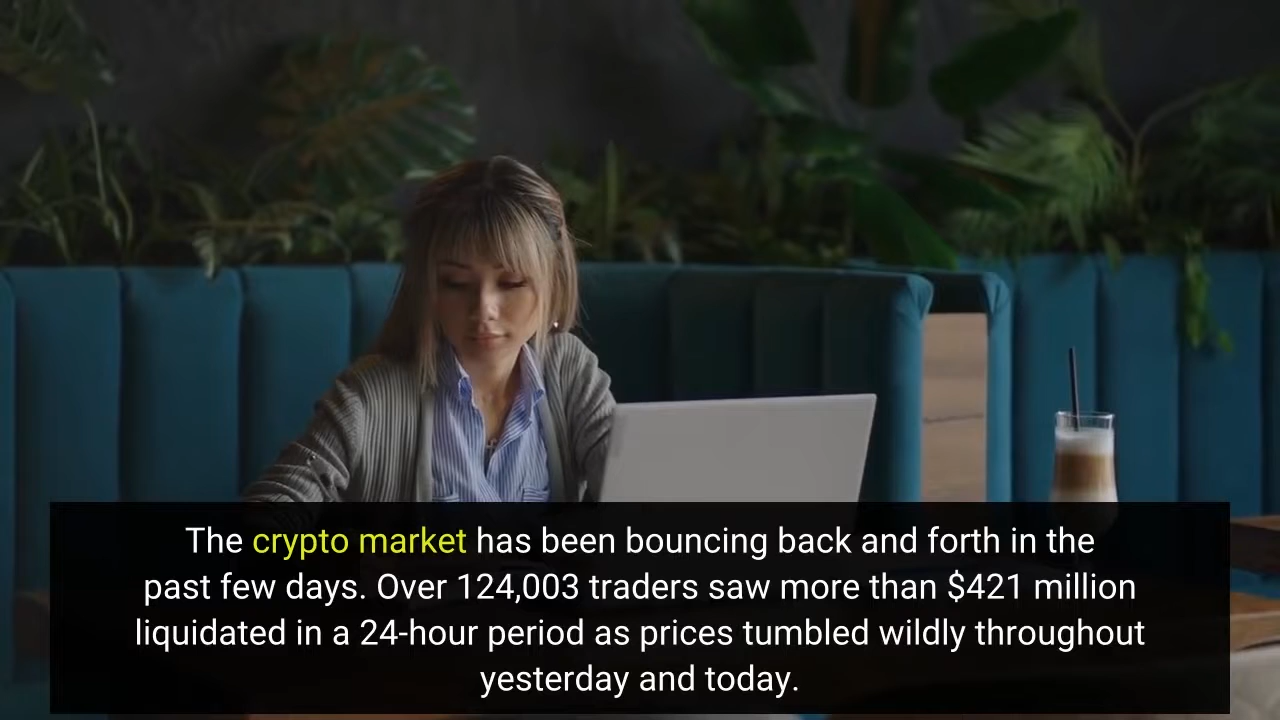 The crypto market has been bouncing back and forth in the
past few days. Over 124,003 traders saw more than $421 million
liquidated in a 24-hour period as prices tumbled wildly throughout
yesterday and today.